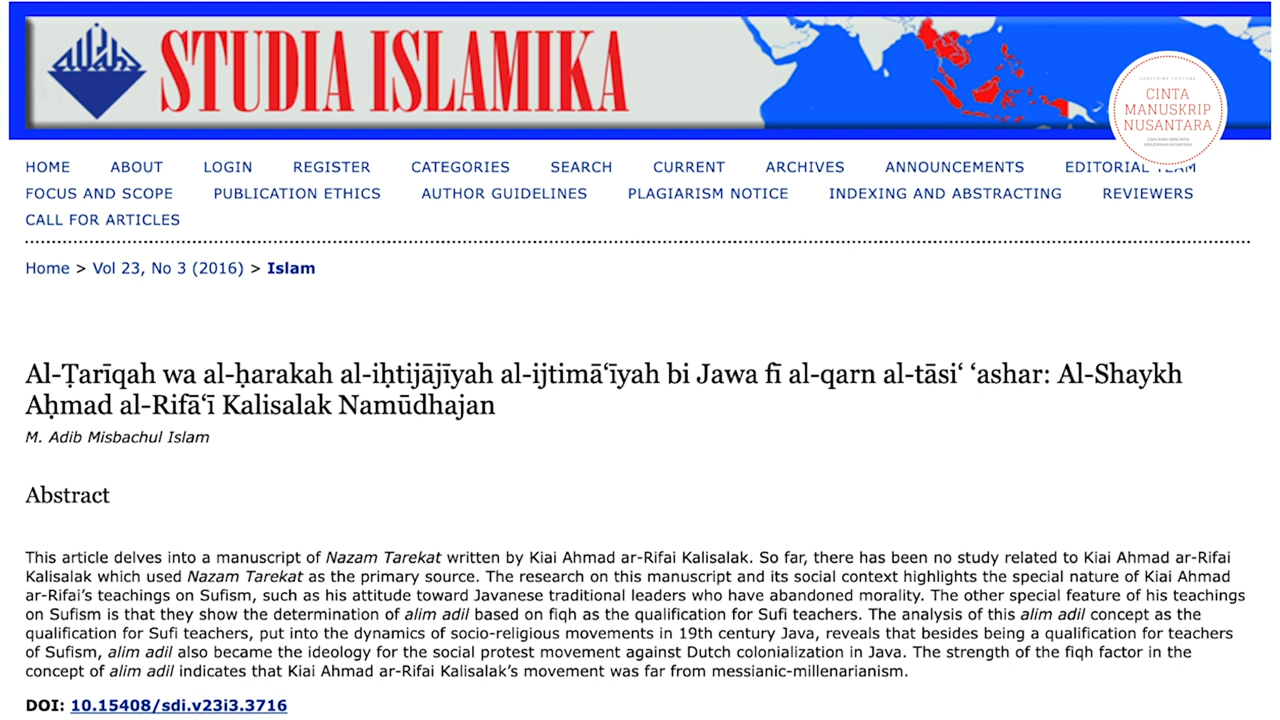 STUDIA ISLAMIKA
SUBSCRIBE YOUTUBE
CINTA
MANUSKRIP
NUSANTARA
CARA BARU MENCINTAI
KEBUDAYAAN NUSANTARA
HOME ABOUT LOGIN REGISTER CATEGORIES SEARCH CURRENT ARCHIVES ANNOUNCEMENTS EDITORIAL TEAM
FOCUS AND SCOPE PUBLICATION ETHICS AUTHOR GUIDELINES PLAGIARISM NOTICE INDEXING AND ABSTRACTING REVIEWERS
CALL FOR ARTICLES
Home > Vol 23, No 3 (2016) > Islam
Al-Ṭarīqah wa al-ḥarakah al-iḥtijājīyah al-ijtimā‘īyah bi Jawa fī al-qarn al-tāsi‘ ‘ashar: Al-Shaykh
Aḥmad al-Rifā‘ī Kalisalak Namūdhajan
M. Adib Misbachul Islam
Abstract
This article delves into a manuscript of Nazam Tarekat written by Kiai Ahmad ar-Rifai Kalisalak. So far, there has been no study related to Kiai Ahmad ar-Rifai
Kalisalak which used Nazam Tarekat as the primary source. The research on this manuscript and its social context highlights the special nature of Kiai Ahmad
ar-Rifai’s teachings on Sufism, such as his attitude toward Javanese traditional leaders who have abandoned morality. The other special feature of his teachings
on Sufism is that they show the determination of alim adil based on fiqh as the qualification for Sufi teachers. The analysis of this alim adil concept as the
qualification for Sufi teachers, put into the dynamics of socio-religious movements in 19th century Java, reveals that besides being a qualification for teachers
of Sufism, alim adil also became the ideology for the social protest movement against Dutch colonialization in Java. The strength of the fiqh factor in the
concept of alim adil indicates that Kiai Ahmad ar-Rifai Kalisalak’s movement was far from messianic-millenarianism.
DOI: 10.15408/sdi.v23i3.3716